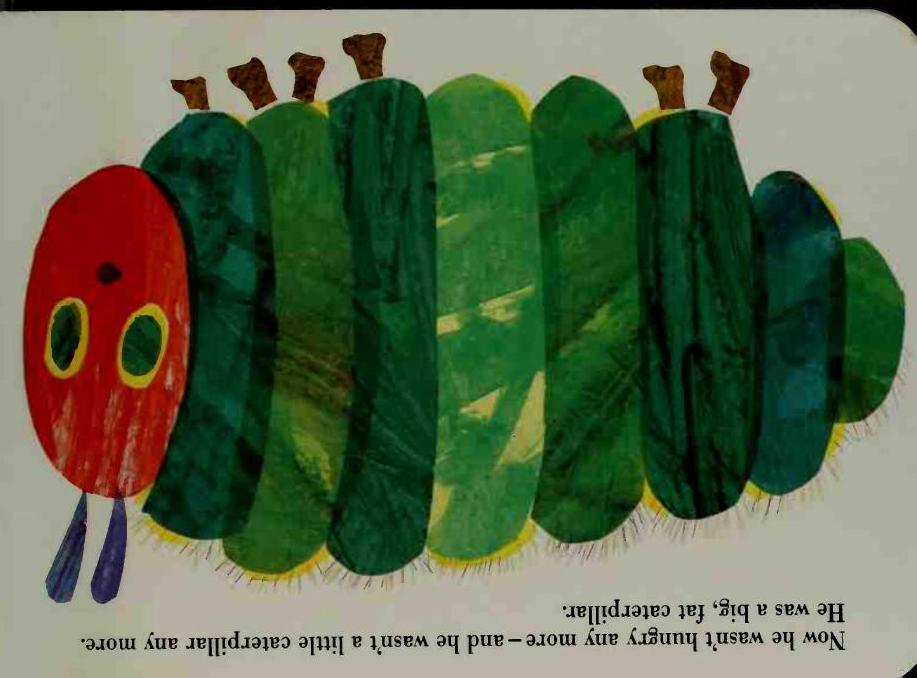 Now he wasn't hungry any more – and he wasn't a little caterpillar any more.
He was a big, fat caterpillar.